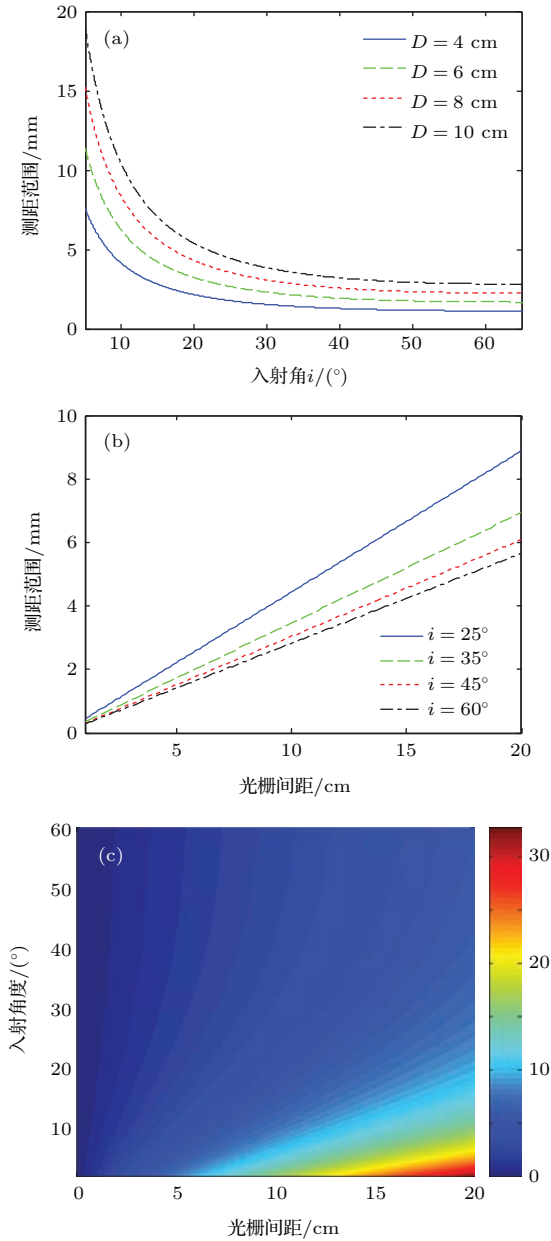 20
(a)
D = 4 cm
D = 6 cm
D = 8 cm
D = 10 cm
15
10
5
0
测距范围/mm
10 20 30 40 50 60
入射角i/(°)
10
(b)
8
6
4
2
0
测距范围/mm
i = 25°
i = 35°
i = 45°
i = 60°
5 10 15 20
光栅间距/cm
60
(c)
50
40
30
20
10
入射角度/(°)
0 5 10 15 20
光栅间距/cm
30
20
10
0